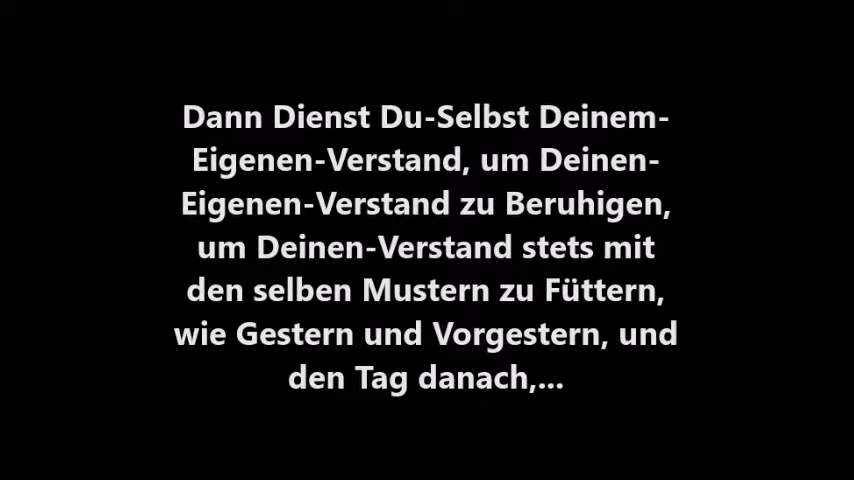 Dann Dienst Du-Selbst Deinem-
Eigenen-Verstand, um Deinen-
Eigenen-Verstand zu Beruhigen,
um Deinen-Verstand stets mit
den selben Mustern zu Füttern,
wie Gestern und Vorgestern, und
den Tag danach,...